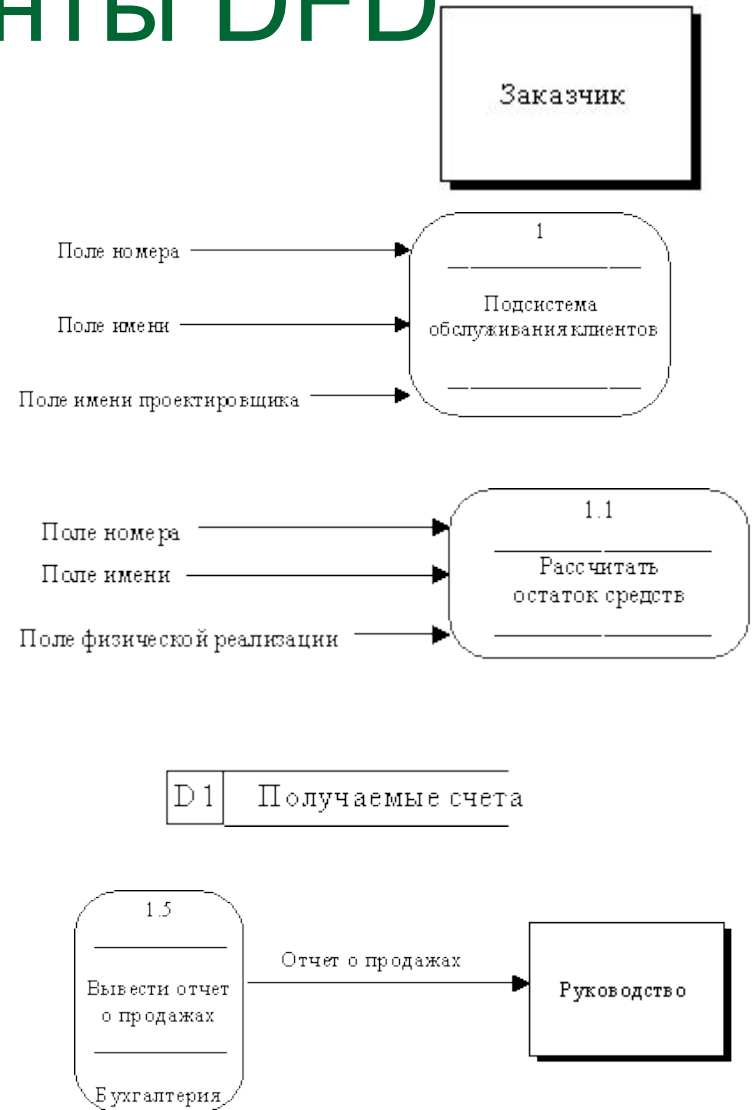 нты DFD
Заказчик
1
Поле номера
Подсистема
обслуживания клиентов
Поле имени
Поле имени проектировщика
1.1
Поле номера
Рассчитать
остаток средств
Поле имени
Поле физической реализации
D1 Получаемые счета
1.5
Отчет о продажах
Вывести отчет
о продажах
Руководство
Бухгалтерия